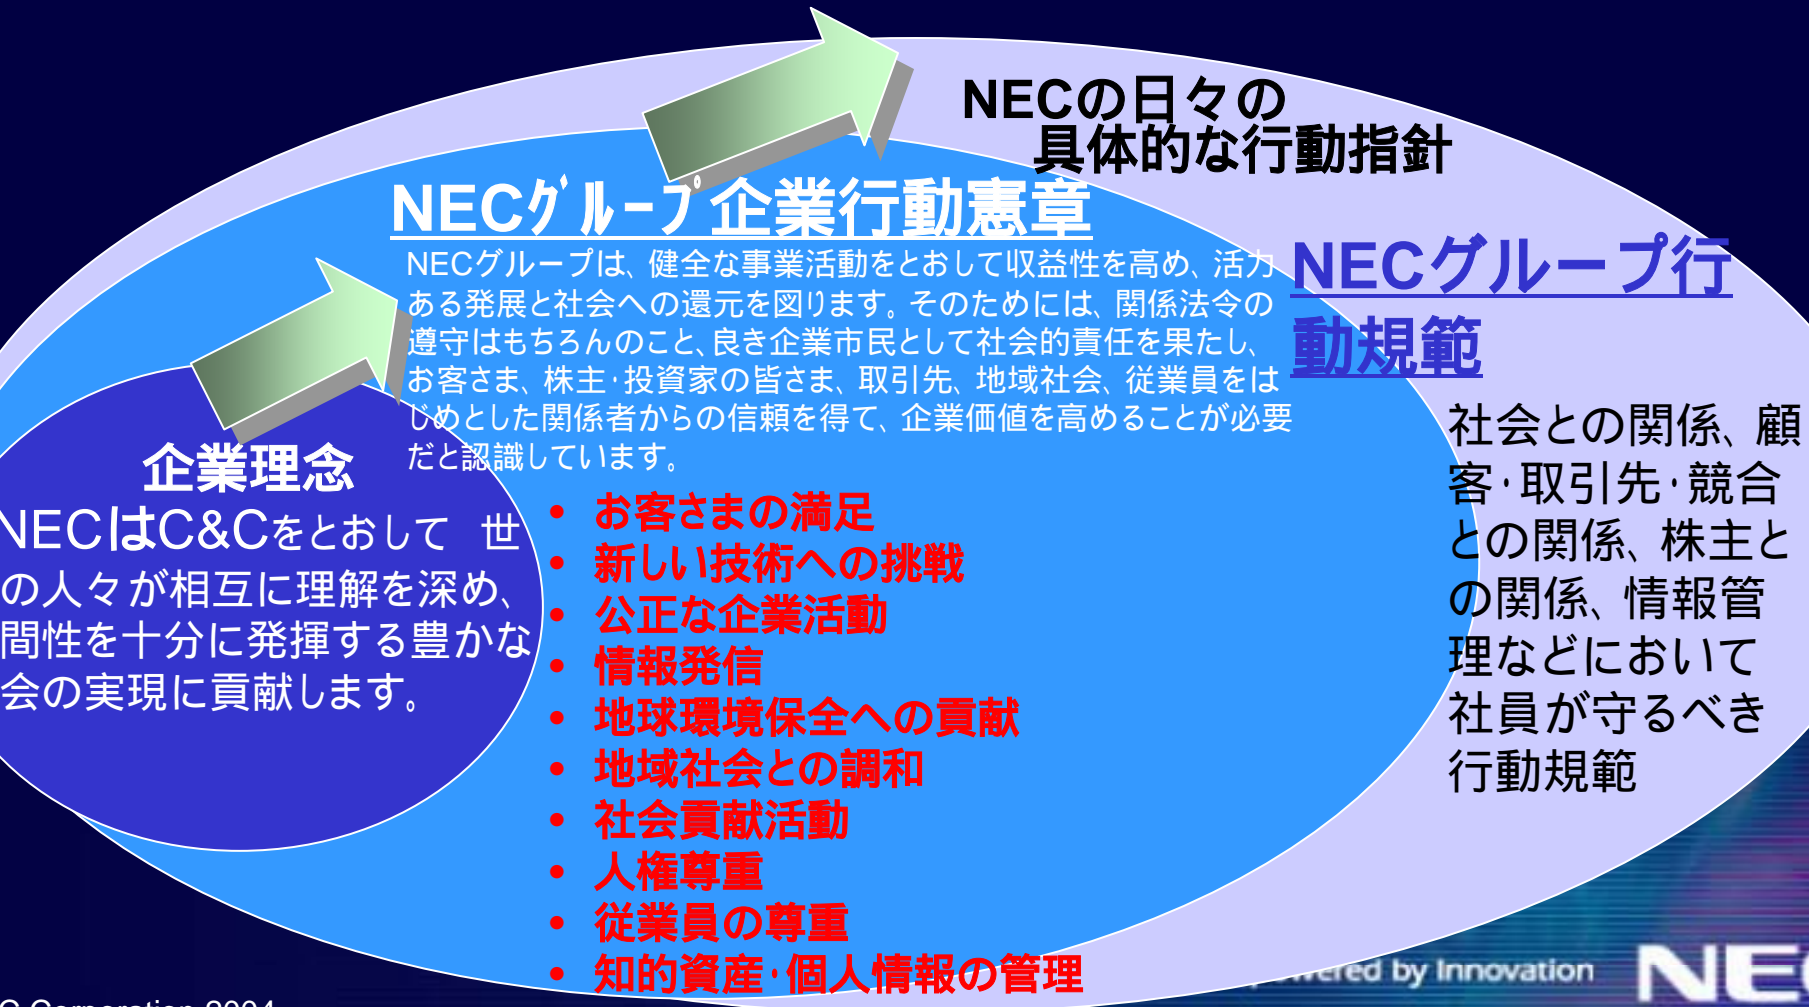 NECの日々の
具体的な行動指針
NECｸﾞﾙｰﾌﾟ企業行動憲章
NECグループは、健全な事業活動をとおして収益性を高め、活力
ある発展と社会への還元を図ります。そのためには、関係法令の
遵守はもちろんのこと、良き企業市民として社会的責任を果たし、
お客さま、株主・投資家の皆さま、取引先、地域社会、従業員をは
じめとした関係者からの信頼を得て、企業価値を高めることが必要
だと認識しています。
NECグループ行
動規範
社会との関係、顧
客・取引先・競合
との関係、株主と
の関係、情報管
理などにおいて
社員が守るべき
行動規範
企業理念
NECはC&Cをとおして 世
の人々が相互に理解を深め、
間性を十分に発揮する豊かな
会の実現に貢献します。
• お客さまの満足
• 新しい技術への挑戦
• 公正な企業活動
• 情報発信
• 地球環境保全への貢献
• 地域社会との調和
• 社会貢献活動
• 人権尊重
• 従業員の尊重
• 知的資産・個人情報の管理
by Innovation
NEC
Corporation 2004